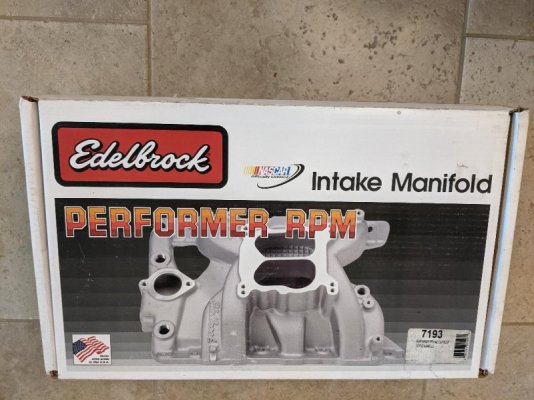 Edelbrock
NASCAR
Intake Manifold
PERFORMER RPM
7193